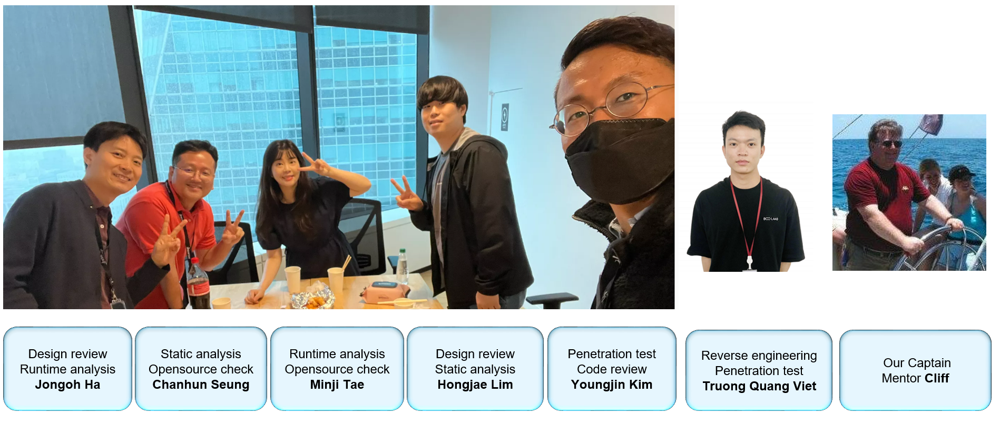 BCO LAAB
Design review
Runtime analysis
Jongoh Ha
Static analysis
Opensource check
Chanhun Seung
Runtime analysis
Opensource check
Minji Tae
Design review
Static analysis
Hongjae Lim
Penetration test
Code review
Youngjin Kim
Reverse engineering
Penetration test
Truong Quang Viet
Our Captain
Mentor Cliff